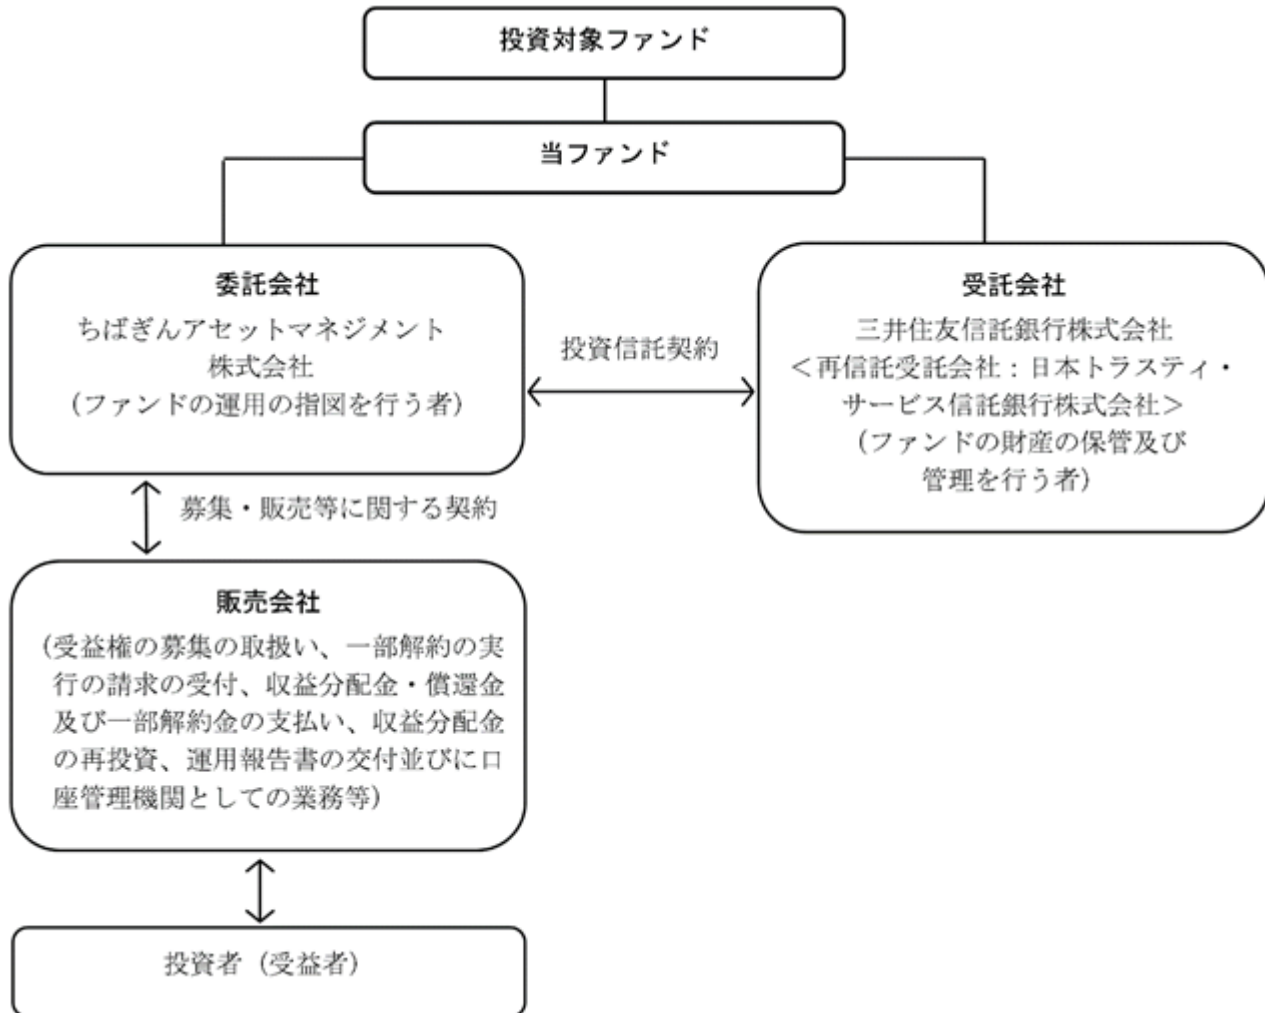 投資対象ファンド
当ファンド
委託会社
ちばぎんアセットマネジメント
株式会社
（ファンドの運用の指図を行う者）
投資信託契約
受託会社
三井住友信託銀行株式会社
＜再信託受託会社：日本トラスティ・
サービス信託銀行株式会社＞
（ファンドの財産の保管及び
管理を行う者）
募集・販売等に関する契約
販売会社
（受益権の募集の取扱い、一部解約の実
行の請求の受付、収益分配金・償還金
及び一部解約金の支払い、収益分配金
の再投資、運用報告書の交付並びに口
座管理機関としての業務等）
投資者（受益者）